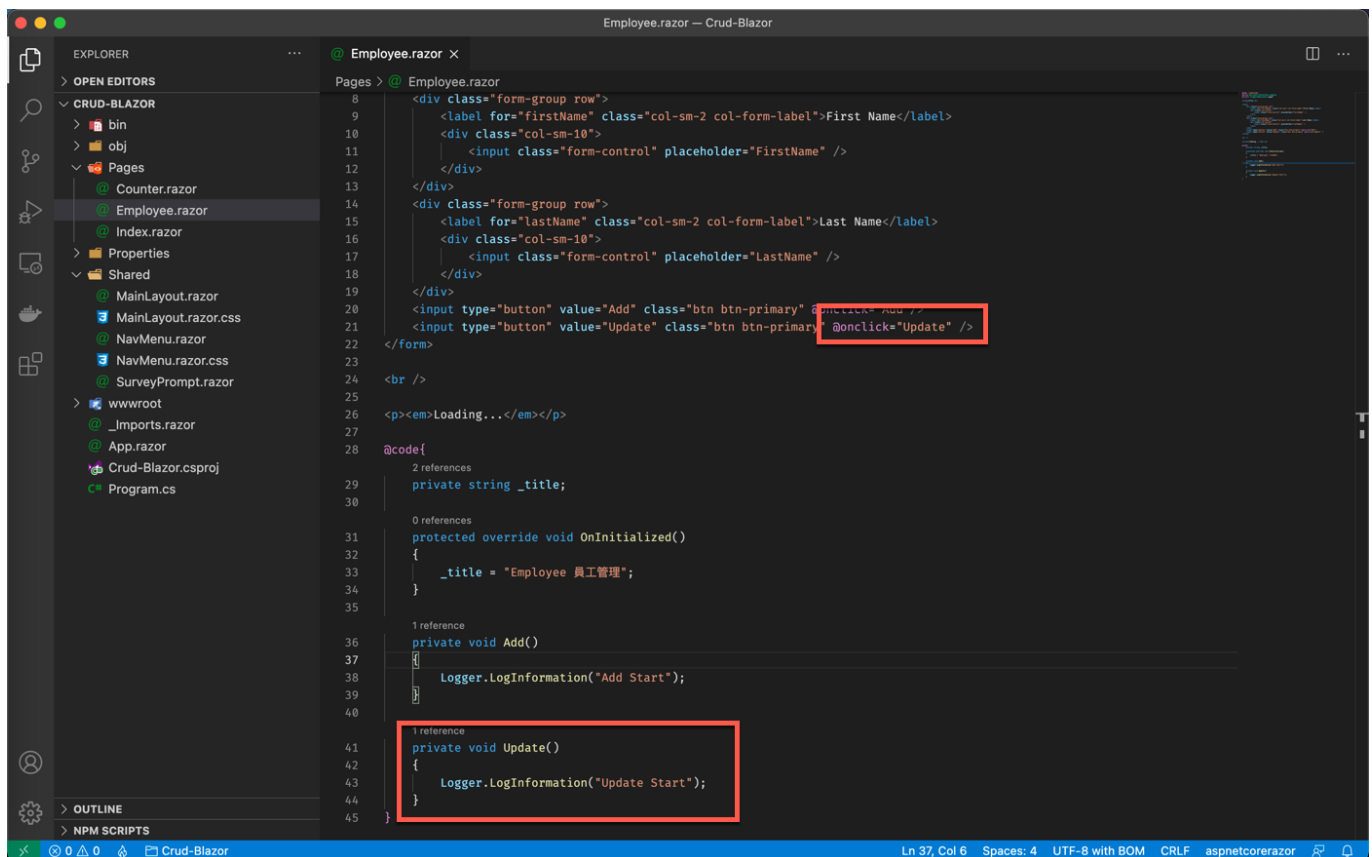 Employee.razor — Crud-Blazor
EXPLORER
OPEN EDITORS
CRUD-BLAZOR
bin
obj
Pages
Counter.razor
Employee.razor
Index.razor
Properties
Shared
MainLayout.razor
MainLayout.razor.css
NavMenu.razor
NavMenu.razor.css
SurveyPrompt.razor
wwwroot
_Imports.razor
App.razor
Crud-Blazor.csproj
Program.cs
OUTLINE
NPM SCRIPTS
Employee.razor
Pages > Employee.razor
8 <div class="form-group row">
9 <label for="firstName" class="col-sm-2 col-form-label">First Name</label>
10 <div class="col-sm-10">
11 <input class="form-control" placeholder="FirstName" />
12 </div>
13 </div>
14 <div class="form-group row">
15 <label for="lastName" class="col-sm-2 col-form-label">Last Name</label>
16 <div class="col-sm-10">
17 <input class="form-control" placeholder="LastName" />
18 </div>
19 </div>
20 <input type="button" value="Add" class="btn btn-primary" @onclick="Add" />
21 <input type="button" value="Update" class="btn btn-primary" @onclick="Update" />
22 </form>
23
24 <br />
25
26 <p><em>Loading...</em></p>
27
28 @code{
2 references
29 private string _title;
30
0 references
31 protected override void OnInitialized()
32 {
33 _title = "Employee 員工管理";
34 }
35
1 reference
36 private void Add()
37 {
38 Logger.LogInformation("Add Start");
39 }
40
1 reference
41 private void Update()
42 {
43 Logger.LogInformation("Update Start");
44 }
45 }
0 0 Crud-Blazor Ln 37, Col 6 Spaces: 4 UTF-8 with BOM CRLF aspnetcorerazor